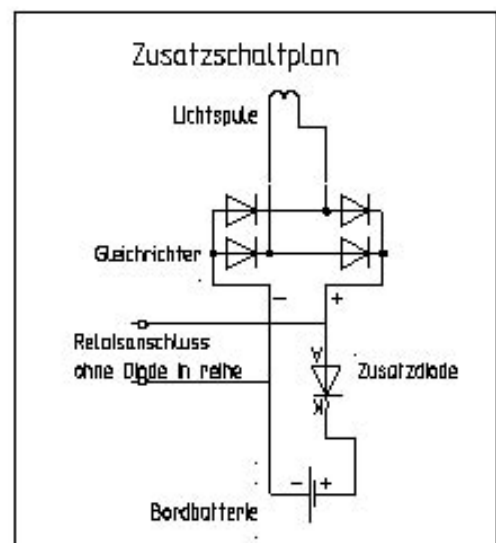 Zusatzschaltplan
Lichtspule
Gleichrichter
- +
Relaisanschluss
ohne Diode in reihe
A
Zusatzdiode
K
- +
Bordbatterie